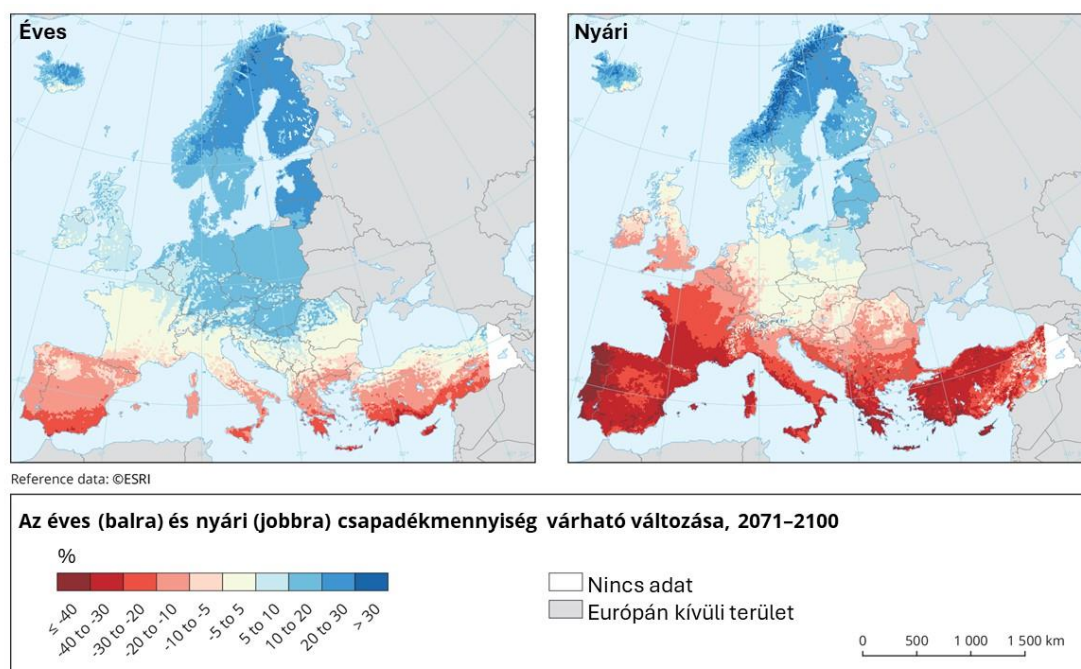 Éves
Nyári
Reference data: ©ESRI
Az éves (balra) és nyári (jobbra) csapadékmennyiség várható változása, 2071–2100
%
≤ -40
-40 to -30
-30 to -20
-20 to -10
-10 to -5
-5 to 5
5 to 10
10 to 20
20 to 30
> 30
Nincs adat
Európán kívüli terület
0 500 1 000 1 500 km